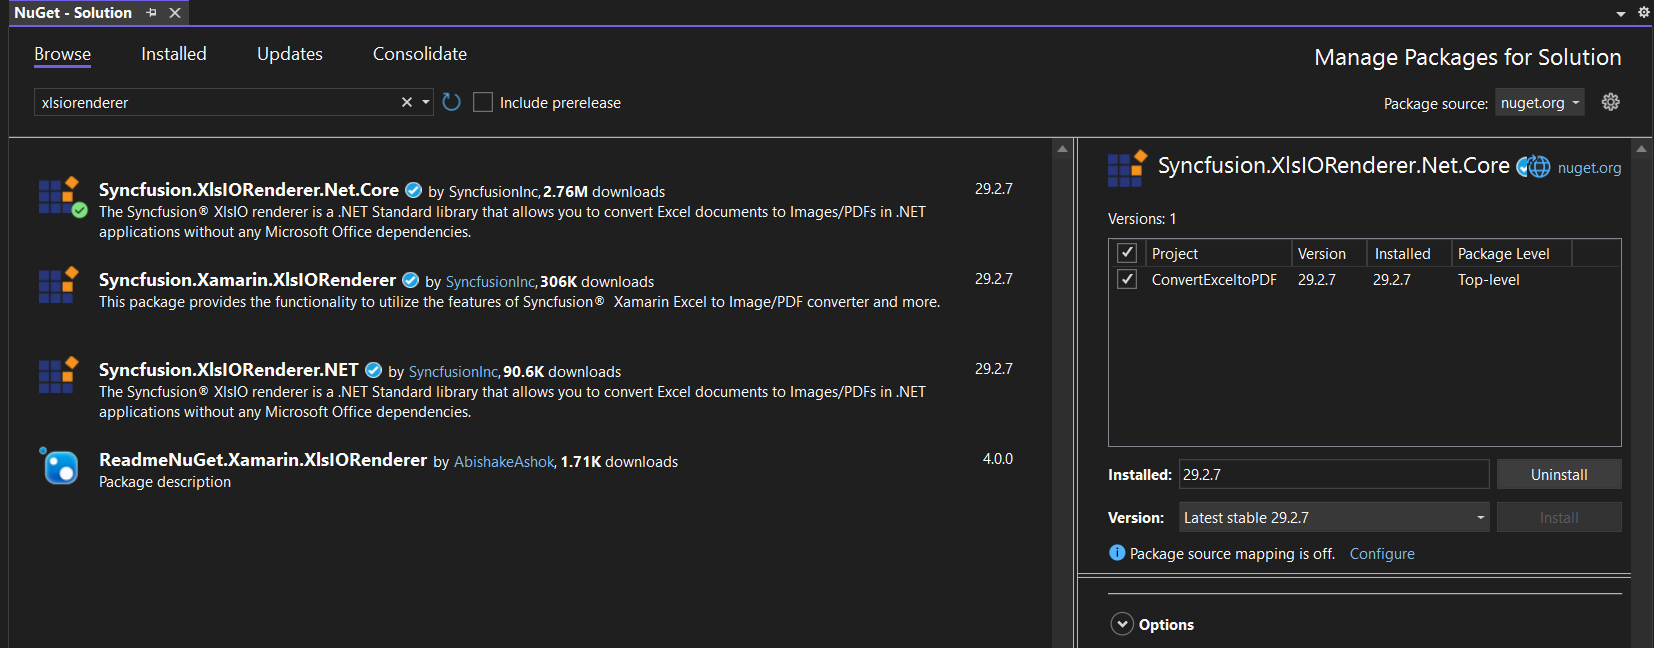 NuGet - Solution
Browse Installed Updates Consolidate
Manage Packages for Solution
xlsiorenderer
Include prerelease
Package source: nuget.org
Syncfusion.XlsIORenderer.Net.Core by SyncfusionInc, 2.76M downloads 29.2.7
The Syncfusion® XlsIO renderer is a .NET Standard library that allows you to convert Excel documents to Images/PDFs in .NET
applications without any Microsoft Office dependencies.
Syncfusion.Xamarin.XlsIORenderer by SyncfusionInc, 306K downloads 29.2.7
This package provides the functionality to utilize the features of Syncfusion® Xamarin Excel to Image/PDF converter and more.
Syncfusion.XlsIORenderer.NET by SyncfusionInc, 90.6K downloads 29.2.7
The Syncfusion® XlsIO renderer is a .NET Standard library that allows you to convert Excel documents to Images/PDFs in .NET
applications without any Microsoft Office dependencies.
ReadmeNuGet.Xamarin.XlsIORenderer by AbishakeAshok, 1.71K downloads 4.0.0
Package description
Syncfusion.XlsIORenderer.Net.Core nuget.org
Versions: 1
Project Version Installed Package Level
ConvertExceltoPDF 29.2.7 29.2.7 Top-level
Installed: 29.2.7 Uninstall
Version: Latest stable 29.2.7 Install
Package source mapping is off. Configure
Options